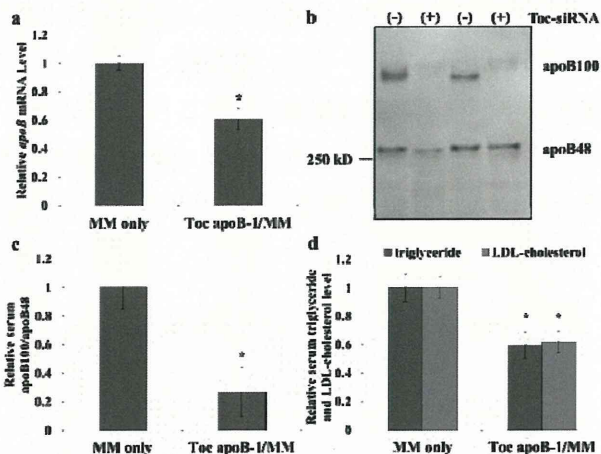 a
Relative apoB mRNA Level
1.2
1
0.8
0.6
0.4
0.2
0
*
MM only
Toc apoB-1/MM
b
(-) (+) (-) (+) Toc-siRNA
apoB100
apoB48
250 kD
c
Relative serum
apoB100/apoB48
1.2
1
0.8
0.6
0.4
0.2
0
*
MM only
Toc apoB-1/MM
d
triglyceride LDL-cholesterol
Relative serum triglyceride
and LDL-cholesterol level
1.2
1
0.8
0.6
0.4
0.2
0
* *
MM only
Toc apoB-1/MM